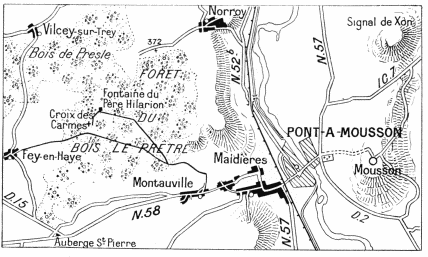 Norroy
Signal de Xon
Vilcey-sur-Trey
Bois de Presle
372
N.52b
N.57
I.C.7
FORÊT
Fontaine du
Père Hilarion
DU
Croix des
Carmes
BOIS LE PRÊTRE
PONT-A-MOUSSON
Fey-en-Haye
Maidières
Mousson
Montauville
D.15
N.58
N.57
D.2
Auberge St Pierre